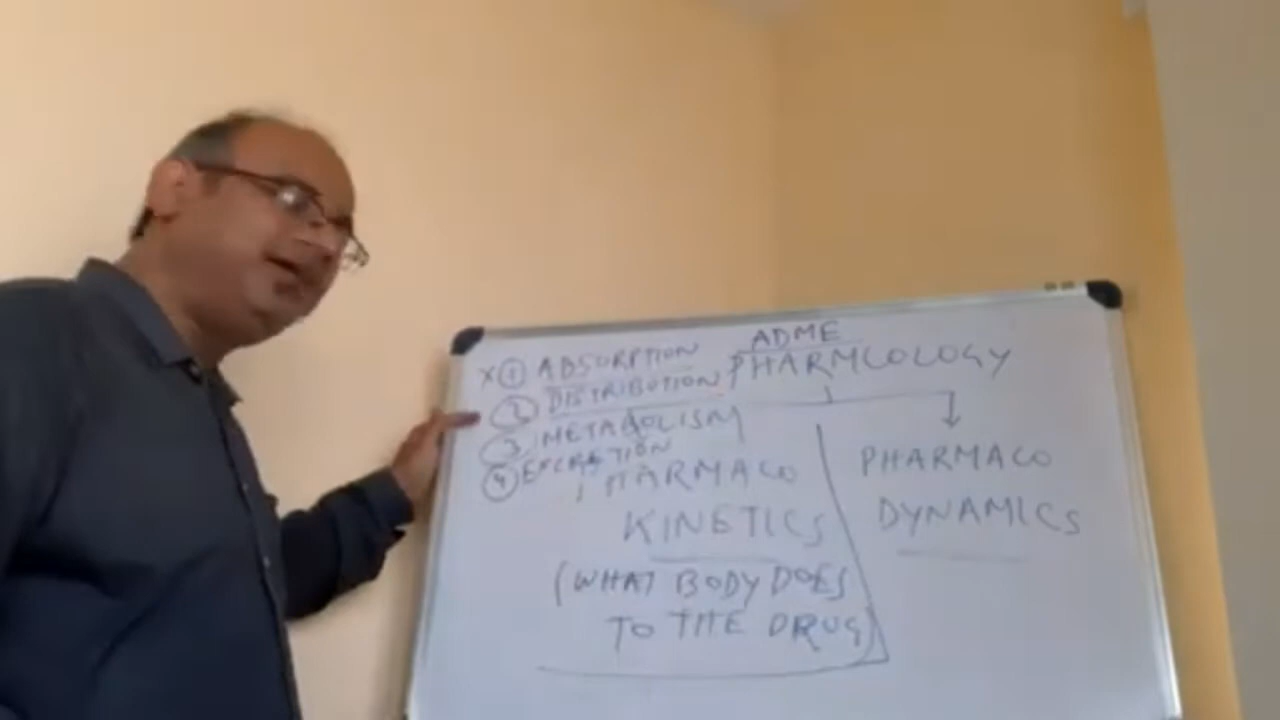 ADME
PHARMCOLOGY
X ① ABSORPTION
② DISTRIBUTION
③ METABOLISM
④ EXCRETION
PHARMACO
KINETICS
(WHAT BODY DOES
TO THE DRUG)
PHARMACO
DYNAMICS